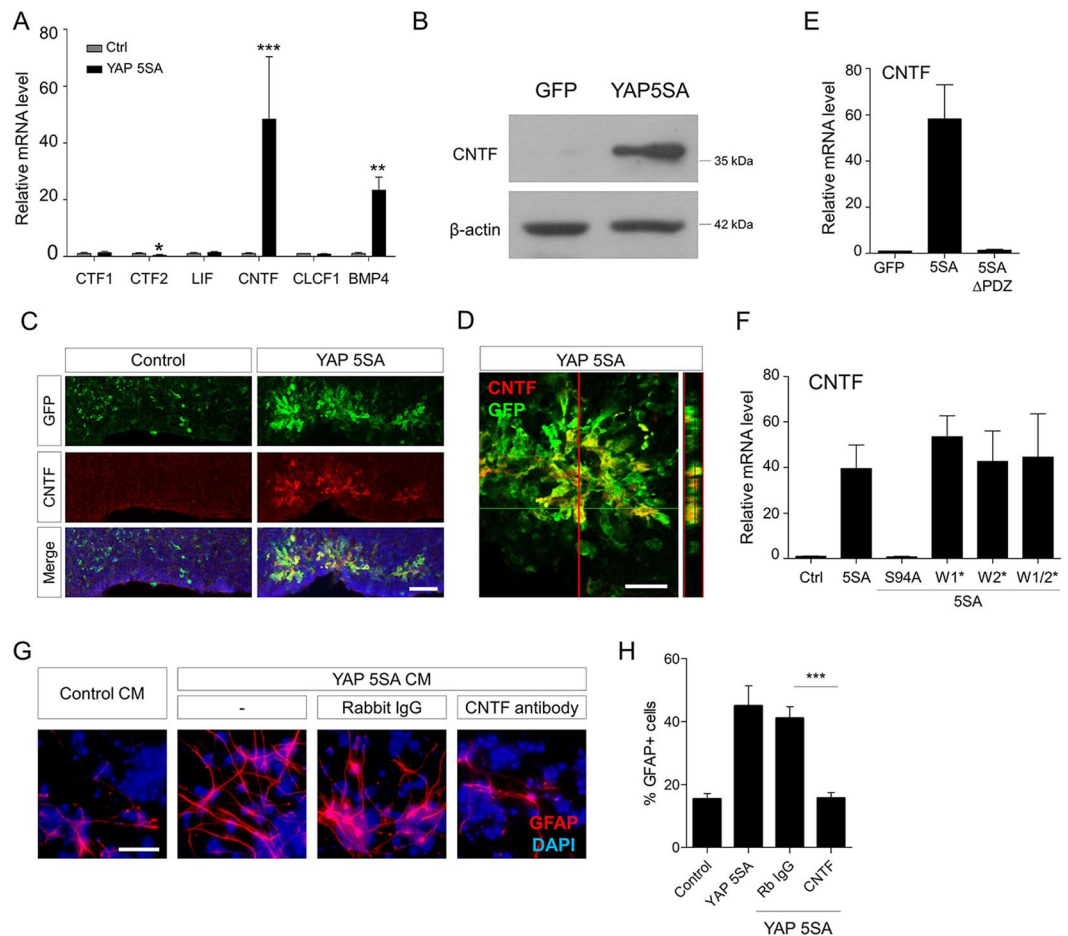 A
Relative mRNA level
80
60
40
20
0
Ctrl
YAP 5SA
*
***
**
CTF1 CTF2 LIF CNTF CLCF1 BMP4
B
GFP YAP5SA
CNTF
35 kDa
β-actin
42 kDa
E
CNTF
Relative mRNA level
80
60
40
20
0
GFP 5SA 5SA
ΔPDZ
C
Control YAP 5SA
GFP
CNTF
Merge
D
YAP 5SA
CNTF
GFP
F
CNTF
Relative mRNA level
80
60
40
20
0
Ctrl 5SA S94A W1* W2* W1/2*
5SA
G
Control CM
YAP 5SA CM
- Rabbit IgG CNTF antibody
GFAP
DAPI
H
% GFAP+ cells
60
40
20
0
***
Control YAP 5SA Rb IgG CNTF
YAP 5SA